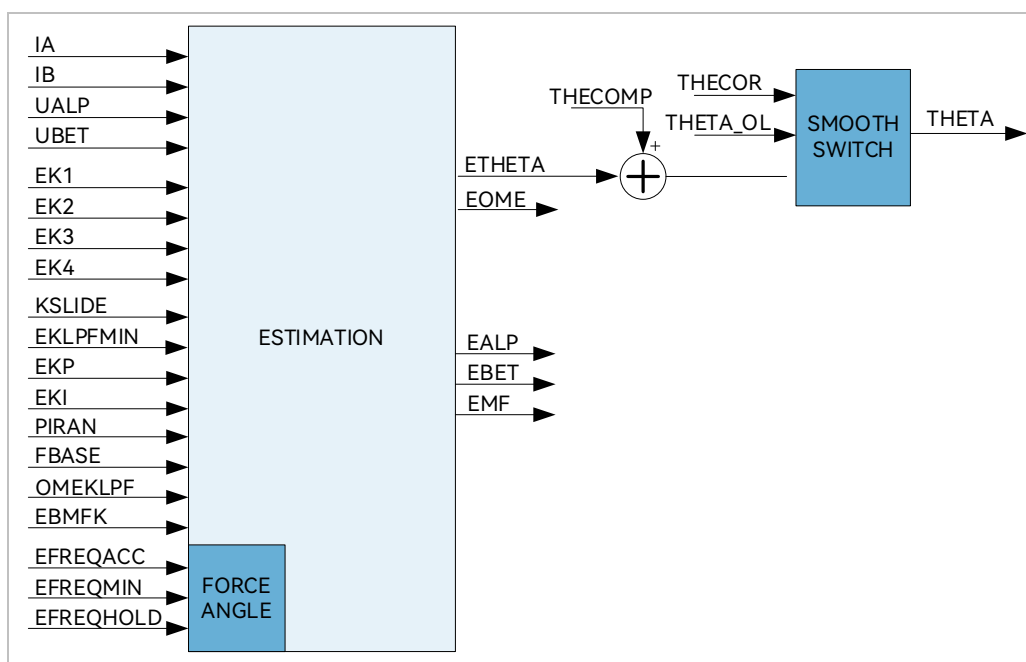 IA
IB
UALP
UBET
EK1
EK2
EK3
EK4
KSLIDE
EKLPFMIN
EKP
EKI
PIRAN
FBASE
OMEKLPF
EBMFK
EFREQACC
EFREQMIN
EFREQHOLD
FORCE
ANGLE
ESTIMATION
ETHETA
EOME
EALP
EBET
EMF
THECOMP
+
+
THECOR
THETA_OL
SMOOTH
SWITCH
THETA